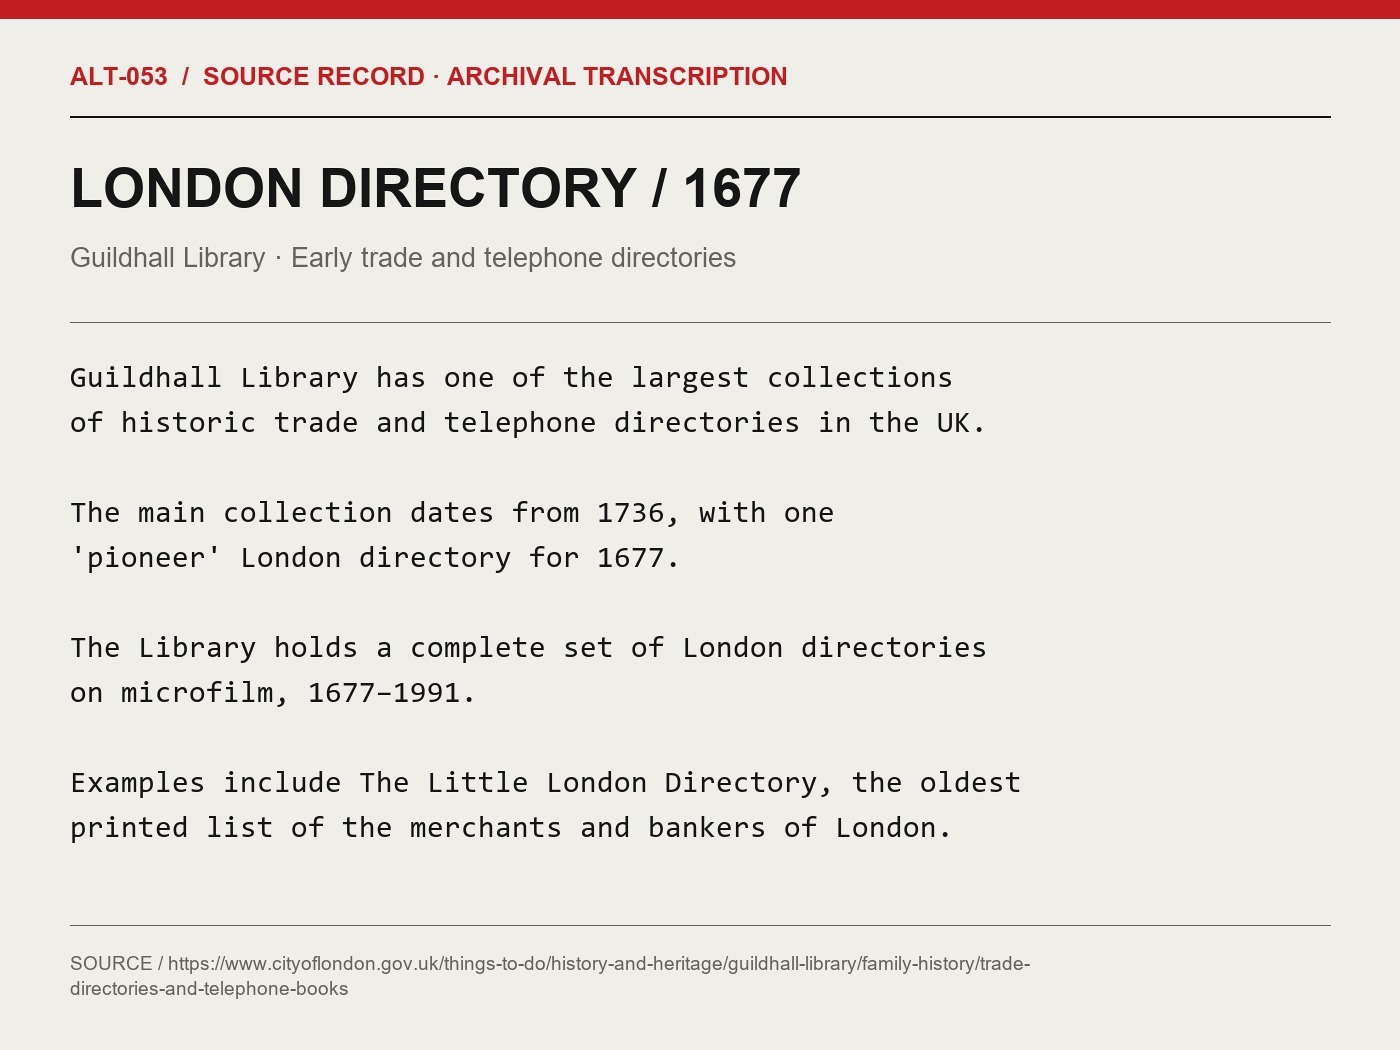 ALT-053 / SOURCE RECORD · ARCHIVAL TRANSCRIPTION
LONDON DIRECTORY / 1677
Guildhall Library · Early trade and telephone directories
Guildhall Library has one of the largest collections
of historic trade and telephone directories in the UK.
The main collection dates from 1736, with one
'pioneer' London directory for 1677.
The Library holds a complete set of London directories
on microfilm, 1677–1991.
Examples include The Little London Directory, the oldest
printed list of the merchants and bankers of London.
SOURCE / https://www.cityoflondon.gov.uk/things-to-do/history-and-heritage/guildhall-library/family-history/trade-
directories-and-telephone-books